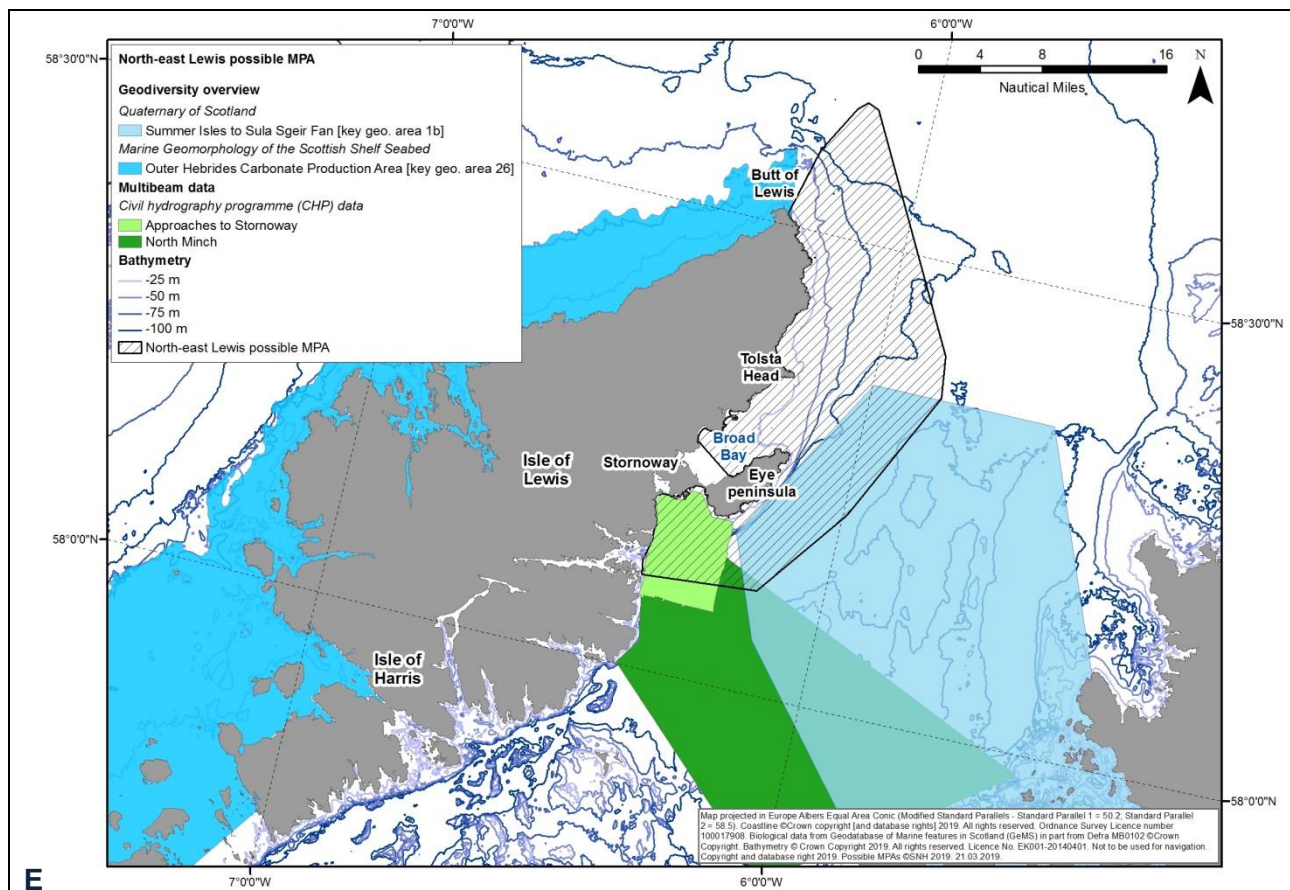 7°0'0"W
6°0'0"W
58°30'0"N
North-east Lewis possible MPA
Geodiversity overview
Quaternary of Scotland
Summer Isles to Sula Sgeir Fan [key geo. area 1b]
Marine Geomorphology of the Scottish Shelf Seabed
Outer Hebrides Carbonate Production Area [key geo. area 26]
Multibeam data
Civil hydrography programme (CHP) data
Approaches to Stornoway
North Minch
Bathymetry
-25 m
-50 m
-75 m
-100 m
North-east Lewis possible MPA
0 4 8 16
N
Nautical Miles
Butt of
Lewis
58°30'0"N
Tolsta
Head
Broad
Bay
Stornoway
Eye
peninsula
Isle of
Lewis
58°0'0"N
Isle of
Harris
58°0'0"N
Map projected in Europe Albers Equal Area Conic (Modified Standard Parallels - Standard Parallel 1 = 50.2; Standard Parallel
2 = 58.5). Coastline ©Crown copyright [and database rights] 2019. All rights reserved. Ordnance Survey Licence number
100017908. Biological data from Geodatabase of Marine features in Scotland (GeMS) in part from Defra MB0102 ©Crown
Copyright. Bathymetry © Crown Copyright 2019. All rights reserved. Licence No. EK001-20140401. Not to be used for navigation.
Copyright and database right 2019. Possible MPAs ©SNH 2019. 21.03.2019.
7°0'0"W
6°0'0"W
E